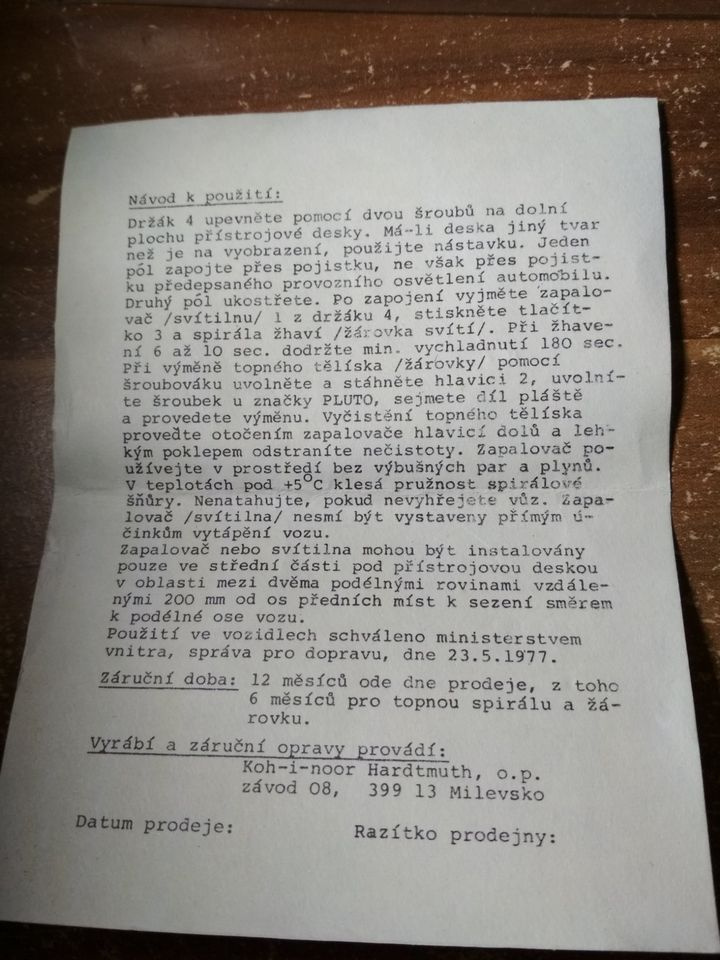 Návod k použití:
Držák 4 upevněte pomocí dvou šroubů na dolní
plochu přístrojové desky. Má-li deska jiný tvar
než je na vyobrazení, použijte nástavku. Jeden
pól zapojte přes pojistku, ne však přes pojist-
ku předepsaného provozního osvětlení automobilu.
Druhý pól ukostřete. Po zapojení vyjměte zapalo-
vač /svítilnu/ 1 z držáku 4, stiskněte tlačít-
ko 3 a spirála žhaví /žárovka svítí/. Při žhave-
ní 6 až 10 sec. dodržte min. vychladnutí 180 sec.
Při výměně topného tělíska /žárovky/ pomocí
šroubováku uvolněte a stáhněte hlavici 2, uvolní-
te šroubek u značky PLUTO, sejmete díl pláště
a provedete výměnu. Vyčistění topného tělíska
proveďte otočením zapalovače hlavicí dolů a leh-
kým poklepem odstraníte nečistoty. Zapalovač po-
užívejte v prostředí bez výbušných par a plynů.
V teplotách pod +5°C klesá pružnost spirálové
šňůry. Nenatahujte, pokud nevyhřejete vůz. Zapa-
lovač /svítilna/ nesmí být vystaveny přímým ú-
činkům vytápění vozu.
Zapalovač nebo svítilna mohou být instalovány
pouze ve střední části pod přístrojovou deskou
v oblasti mezi dvěma podélnými rovinami vzdále-
nými 200 mm od os předních míst k sezení směrem
k podélné ose vozu.
Použití ve vozidlech schváleno ministerstvem
vnitra, správa pro dopravu, dne 23.5.1977.
Záruční doba: 12 měsíců ode dne prodeje, z toho
6 měsíců pro topnou spirálu a žá-
rovku.
Vyrábí a záruční opravy provádí:
Koh-i-noor Hardtmuth, o.p.
závod 08, 399 13 Milevsko
Datum prodeje: Razítko prodejny: